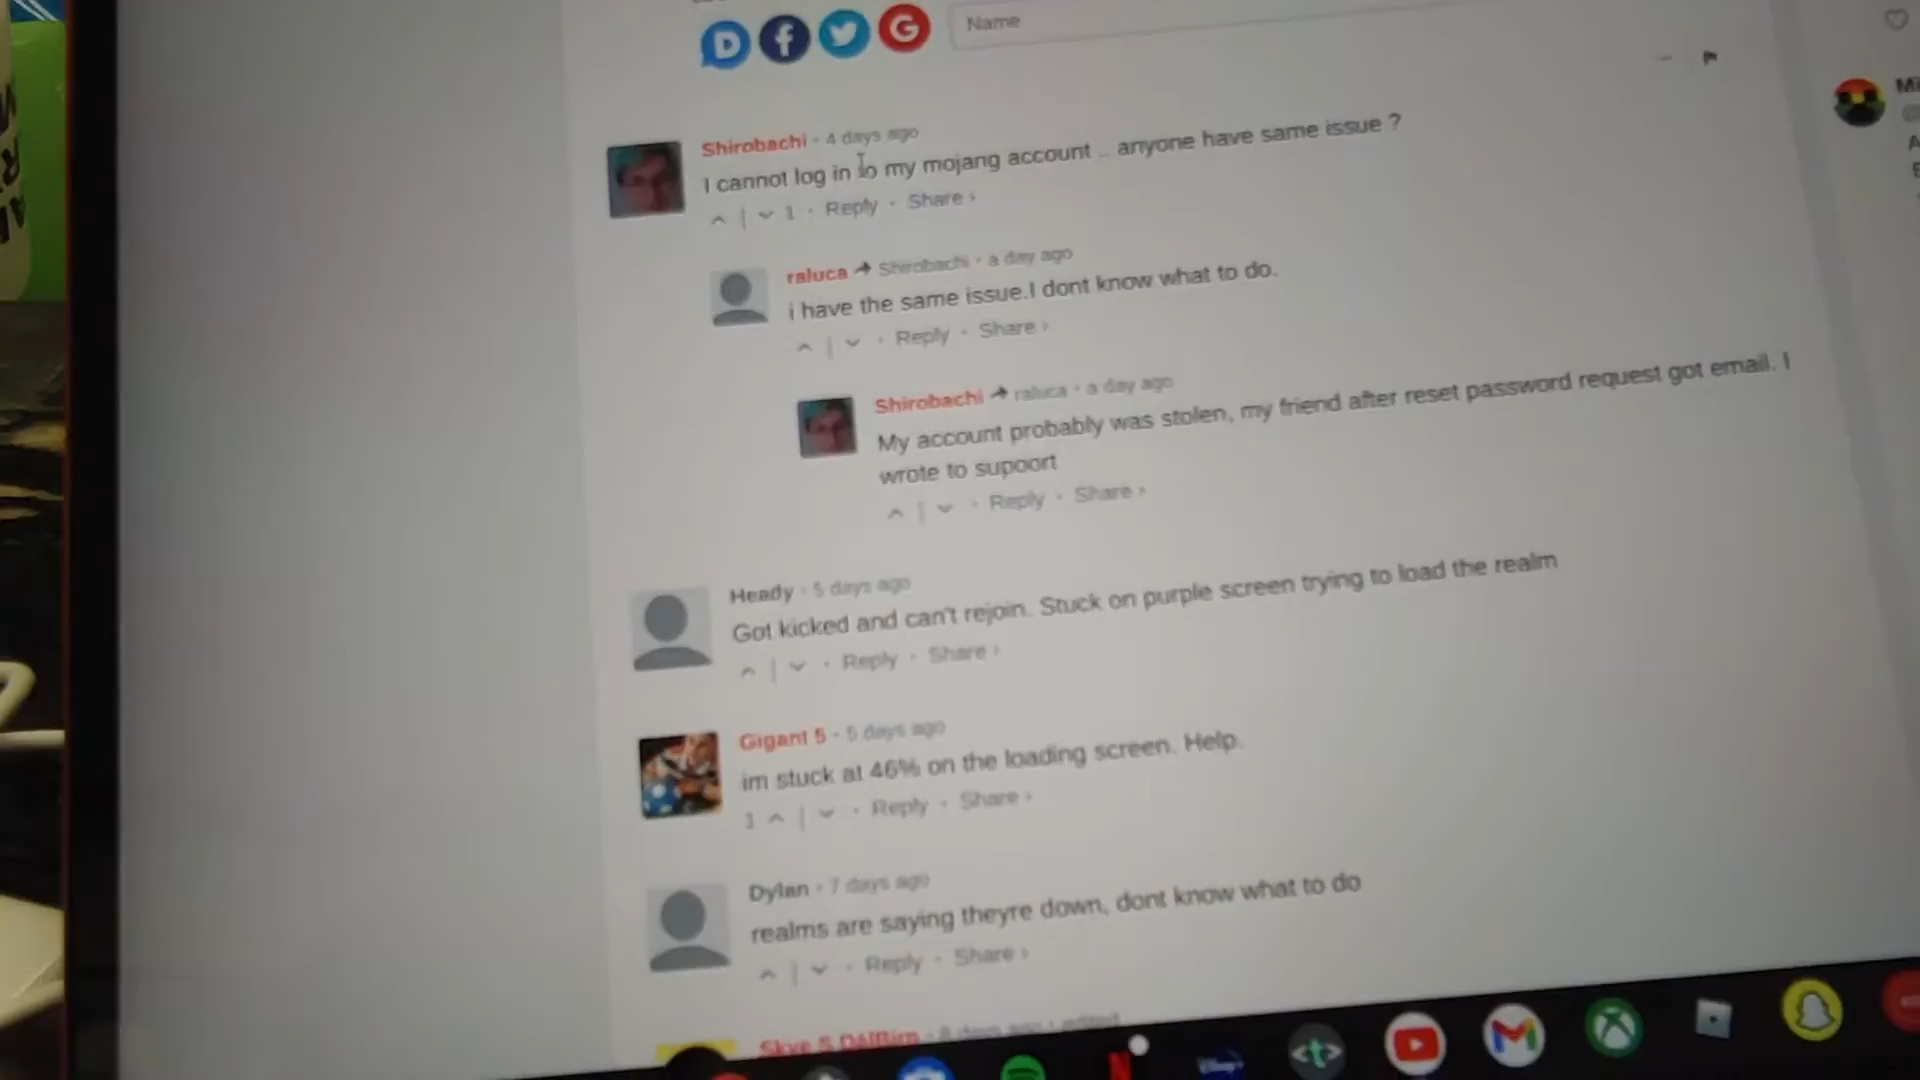 Name
Shirobachi · 4 days ago
I cannot log in to my mojang account .. anyone have same issue ?
1 · Reply · Share ›
raluca Shirobachi · a day ago
i have the same issue.I dont know what to do.
Reply · Share ›
Shirobachi raluca · a day ago
My account probably was stolen, my friend after reset password request got email. I
wrote to supoort
Reply · Share ›
Heady · 5 days ago
Got kicked and can't rejoin. Stuck on purple screen trying to load the realm
Reply · Share ›
Gigant 5 · 5 days ago
im stuck at 46% on the loading screen. Help.
1 · Reply · Share ›
Dylan · 7 days ago
realms are saying theyre down, dont know what to do
Reply · Share ›
days ago · edited
Disney+
<t>